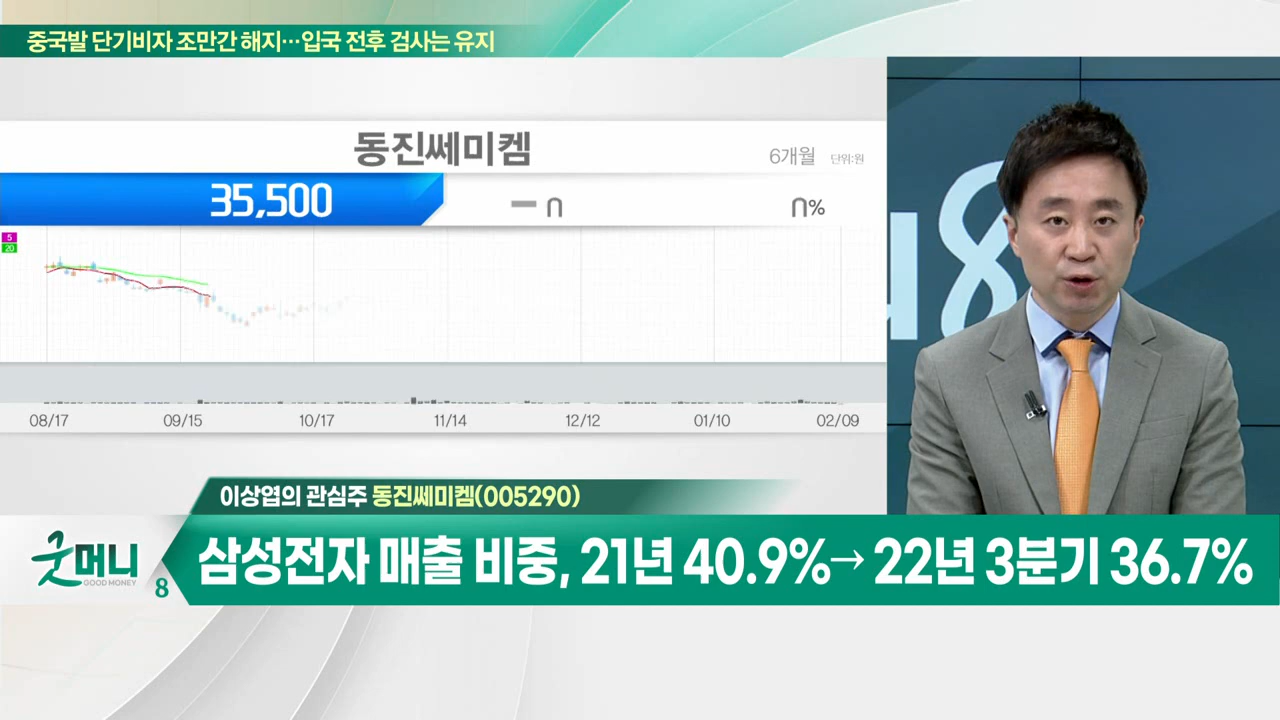 중국발 단기비자 조만간 해지…입국 전후 검사는 유지
동진쎄미켐
6개월 단위:원
35,500
%
5
20
08/17 09/15 10/17 11/14 12/12 01/10 02/09
이상엽의 관심주 동진쎄미켐(005290)
굿머니
GOOD MONEY
8
삼성전자 매출 비중, 21년 40.9%→ 22년 3분기 36.7%
8